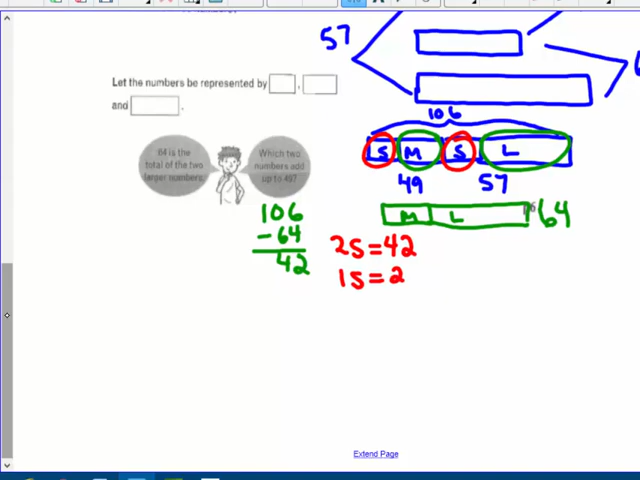 57
Let the numbers be represented by
and
106
S M S L
49 57
64 is the
total of the two
larger numbers.
Which two
numbers add
up to 49?
106
-64
42
M L 64
2S=42
1S=2
Extend Page